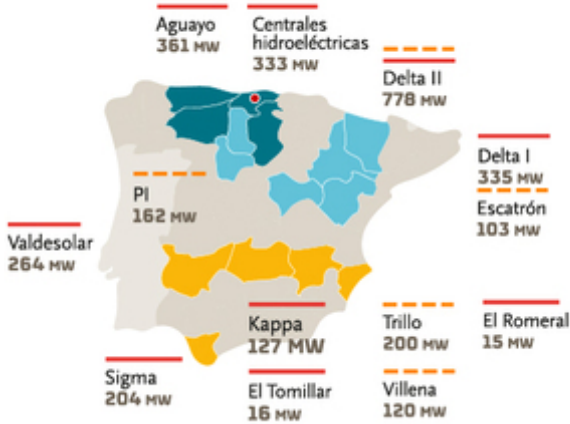 Aguayo
361 MW
Centrales
hidroeléctricas
333 MW
Delta II
778 MW
Delta I
335 MW
Escatrón
103 MW
PI
162 MW
Valdesolar
264 MW
Kappa
127 MW
Trillo
200 MW
El Romeral
15 MW
Sigma
204 MW
El Tomillar
16 MW
Villena
120 MW